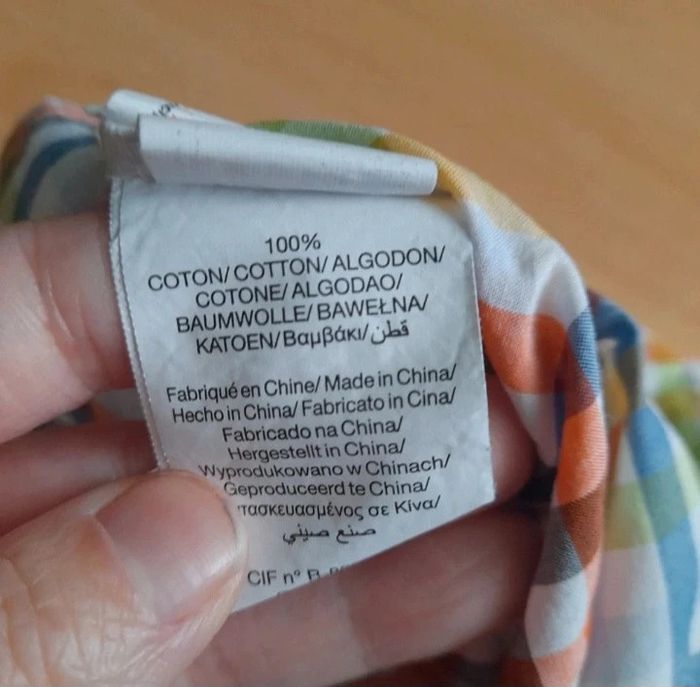 100%
COTON/ COTTON/ ALGODON/
COTONE/ ALGODAO/
BAUMWOLLE/ BAWEŁNA/
KATOEN/ Βαμβάκι/ قطن
Fabriqué en Chine/ Made in China/
Hecho in China/ Fabricato in Cina/
Fabricado na China/
Hergestellt in China/
Wyprodukowano w Chinach/
Geproduceerd te China/
τασκευασμένος σε Κίνα/
صنع صيني
CIF n°